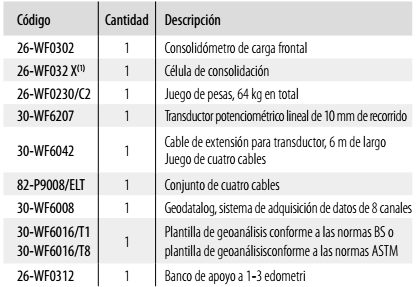 Código Cantidad Descripción
26-WF0302 1 Consolidómetro de carga frontal
26-WF032 X(1) 1 Célula de consolidación
26-WF0230/C2 1 Juego de pesas, 64 kg en total
30-WF6207 1 Transductor potenciométrico lineal de 10 mm de recorrido
30-WF6042 1 Cable de extensión para transductor, 6 m de largo
Juego de cuatro cables
82-P9008/ELT 1 Conjunto de cuatro cables
30-WF6008 1 Geodatalog, sistema de adquisición de datos de 8 canales
30-WF6016/T1 1 Plantilla de geoanálisis conforme a las normas BS o
30-WF6016/T8 plantilla de geoanálisisconforme a las normas ASTM
26-WF0312 1 Banco de apoyo a 1-3 edometri